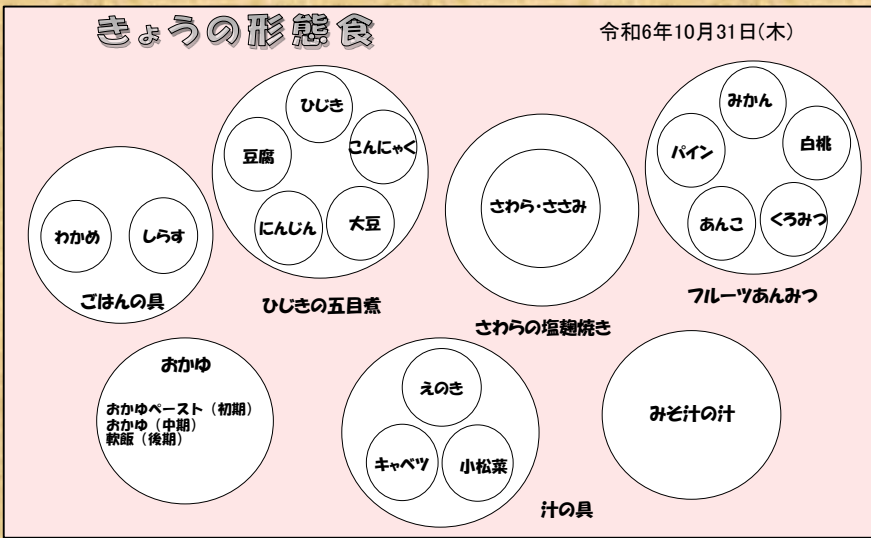 きょうの形態食
令和6年10月31日(木)
わかめ
しらす
ごはんの具
ひじき
豆腐
こんにゃく
にんじん
大豆
ひじきの五目煮
さわら・ささみ
さわらの塩麹焼き
みかん
パイン
白桃
あんこ
くろみつ
フルーツあんみつ
おかゆ
おかゆペースト（初期）
おかゆ（中期）
軟飯（後期）
えのき
キャベツ
小松菜
汁の具
みそ汁の汁